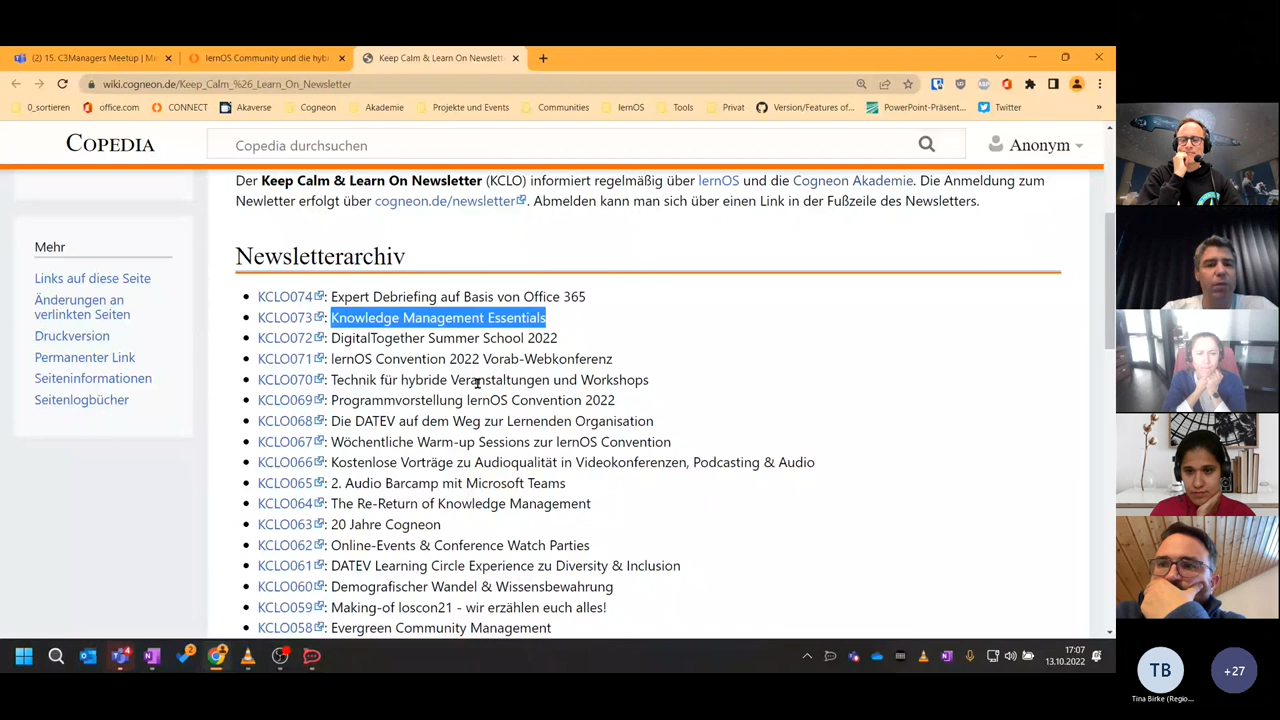 (2) 15. C3Managers Meetup | Mi
lernOS Community und die hyb
Keep Calm & Learn On Newslett
wiki.cogneon.de/Keep_Calm_%26_Learn_On_Newsletter
0_sortieren
office.com
CONNECT
Akaverse
Cogneon
Akademie
Projekte und Events
Communities
lernOS
Tools
Privat
Version/Features of...
PowerPoint-Präsent...
Twitter
»
COPEDIA
Copedia durchsuchen
Anonym
Der Keep Calm & Learn On Newsletter (KCLO) informiert regelmäßig über lernOS und die Cogneon Akademie. Die Anmeldung zum
Newletter erfolgt über cogneon.de/newsletter. Abmelden kann man sich über einen Link in der Fußzeile des Newsletters.
Mehr
Links auf diese Seite
Änderungen an
verlinkten Seiten
Druckversion
Permanenter Link
Seiteninformationen
Seitenlogbücher
Newsletterarchiv
KCLO074: Expert Debriefing auf Basis von Office 365
KCLO073: Knowledge Management Essentials
KCLO072: DigitalTogether Summer School 2022
KCLO071: lernOS Convention 2022 Vorab-Webkonferenz
KCLO070: Technik für hybride Veranstaltungen und Workshops
KCLO069: Programmvorstellung lernOS Convention 2022
KCLO068: Die DATEV auf dem Weg zur Lernenden Organisation
KCLO067: Wöchentliche Warm-up Sessions zur lernOS Convention
KCLO066: Kostenlose Vorträge zu Audioqualität in Videokonferenzen, Podcasting & Audio
KCLO065: 2. Audio Barcamp mit Microsoft Teams
KCLO064: The Re-Return of Knowledge Management
KCLO063: 20 Jahre Cogneon
KCLO062: Online-Events & Conference Watch Parties
KCLO061: DATEV Learning Circle Experience zu Diversity & Inclusion
KCLO060: Demografischer Wandel & Wissensbewahrung
KCLO059: Making-of loscon21 - wir erzählen euch alles!
KCLO058: Evergreen Community Management
17:07
13.10.2022
TB
Tina Birke (Regio...
+27